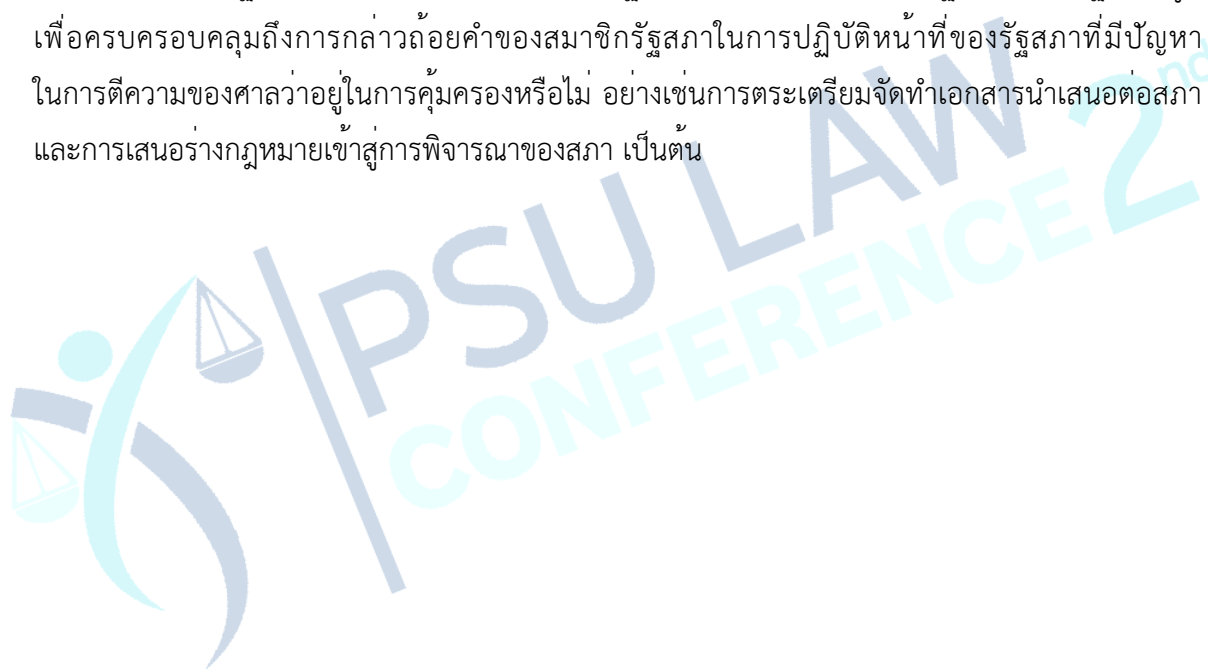 เพื่อครบครอบคลุมถึงการกล่าวถ้อยคำของสมาชิกรัฐสภาในการปฏิบัติหน้าที่ของรัฐสภาที่มีปัญหา
ในการตีความของศาลว่าอยู่ในการคุ้มครองหรือไม่ อย่างเช่นการตระเตรียมจัดทำเอกสารนำเสนอต่อสภา
และการเสนอร่างกฎหมายเข้าสู่การพิจารณาของสภา เป็นต้น
PSU LAW 2nd
CONFERENCE